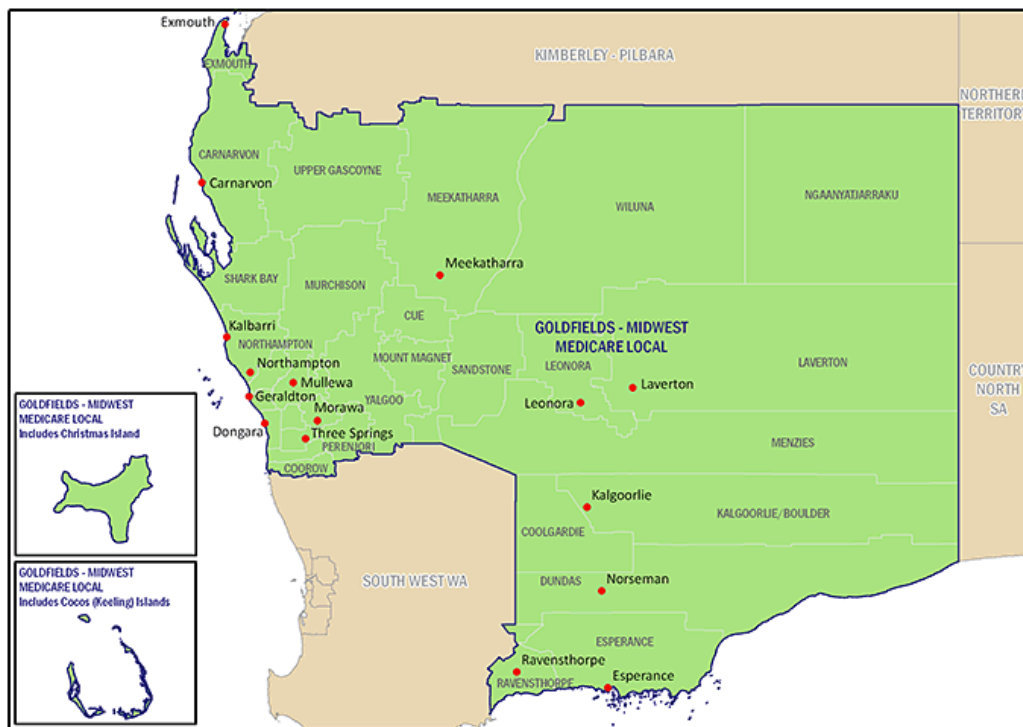 Exmouth
KIMBERLEY - PILBARA
EXMOUTH
NORTHERN
TERRITORY
CARNARVON
UPPER GASCOYNE
Carnarvon
MEEKATHARRA
WILUNA
NGAANYATJARRAKU
Meekatharra
SHARK BAY
MURCHISON
CUE
Kalbarri
NORTHAMPTON
GOLDFIELDS - MIDWEST
MEDICARE LOCAL
MOUNT MAGNET
SANDSTONE
LEONORA
LAVERTON
COUNTRY
NORTH
SA
Northampton
Mullewa
Laverton
Geraldton
YALGOO
Leonora
Morawa
Dongara
Three Springs
PERENJORI
MENZIES
COOROW
GOLDFIELDS - MIDWEST
MEDICARE LOCAL
Includes Christmas Island
Kalgoorlie
KALGOORLIE/BOULDER
COOLGARDIE
SOUTH WEST WA
DUNDAS
Norseman
GOLDFIELDS - MIDWEST
MEDICARE LOCAL
Includes Cocos (Keeling) Islands
ESPERANCE
Ravensthorpe
RAVENSTHORPE
Esperance